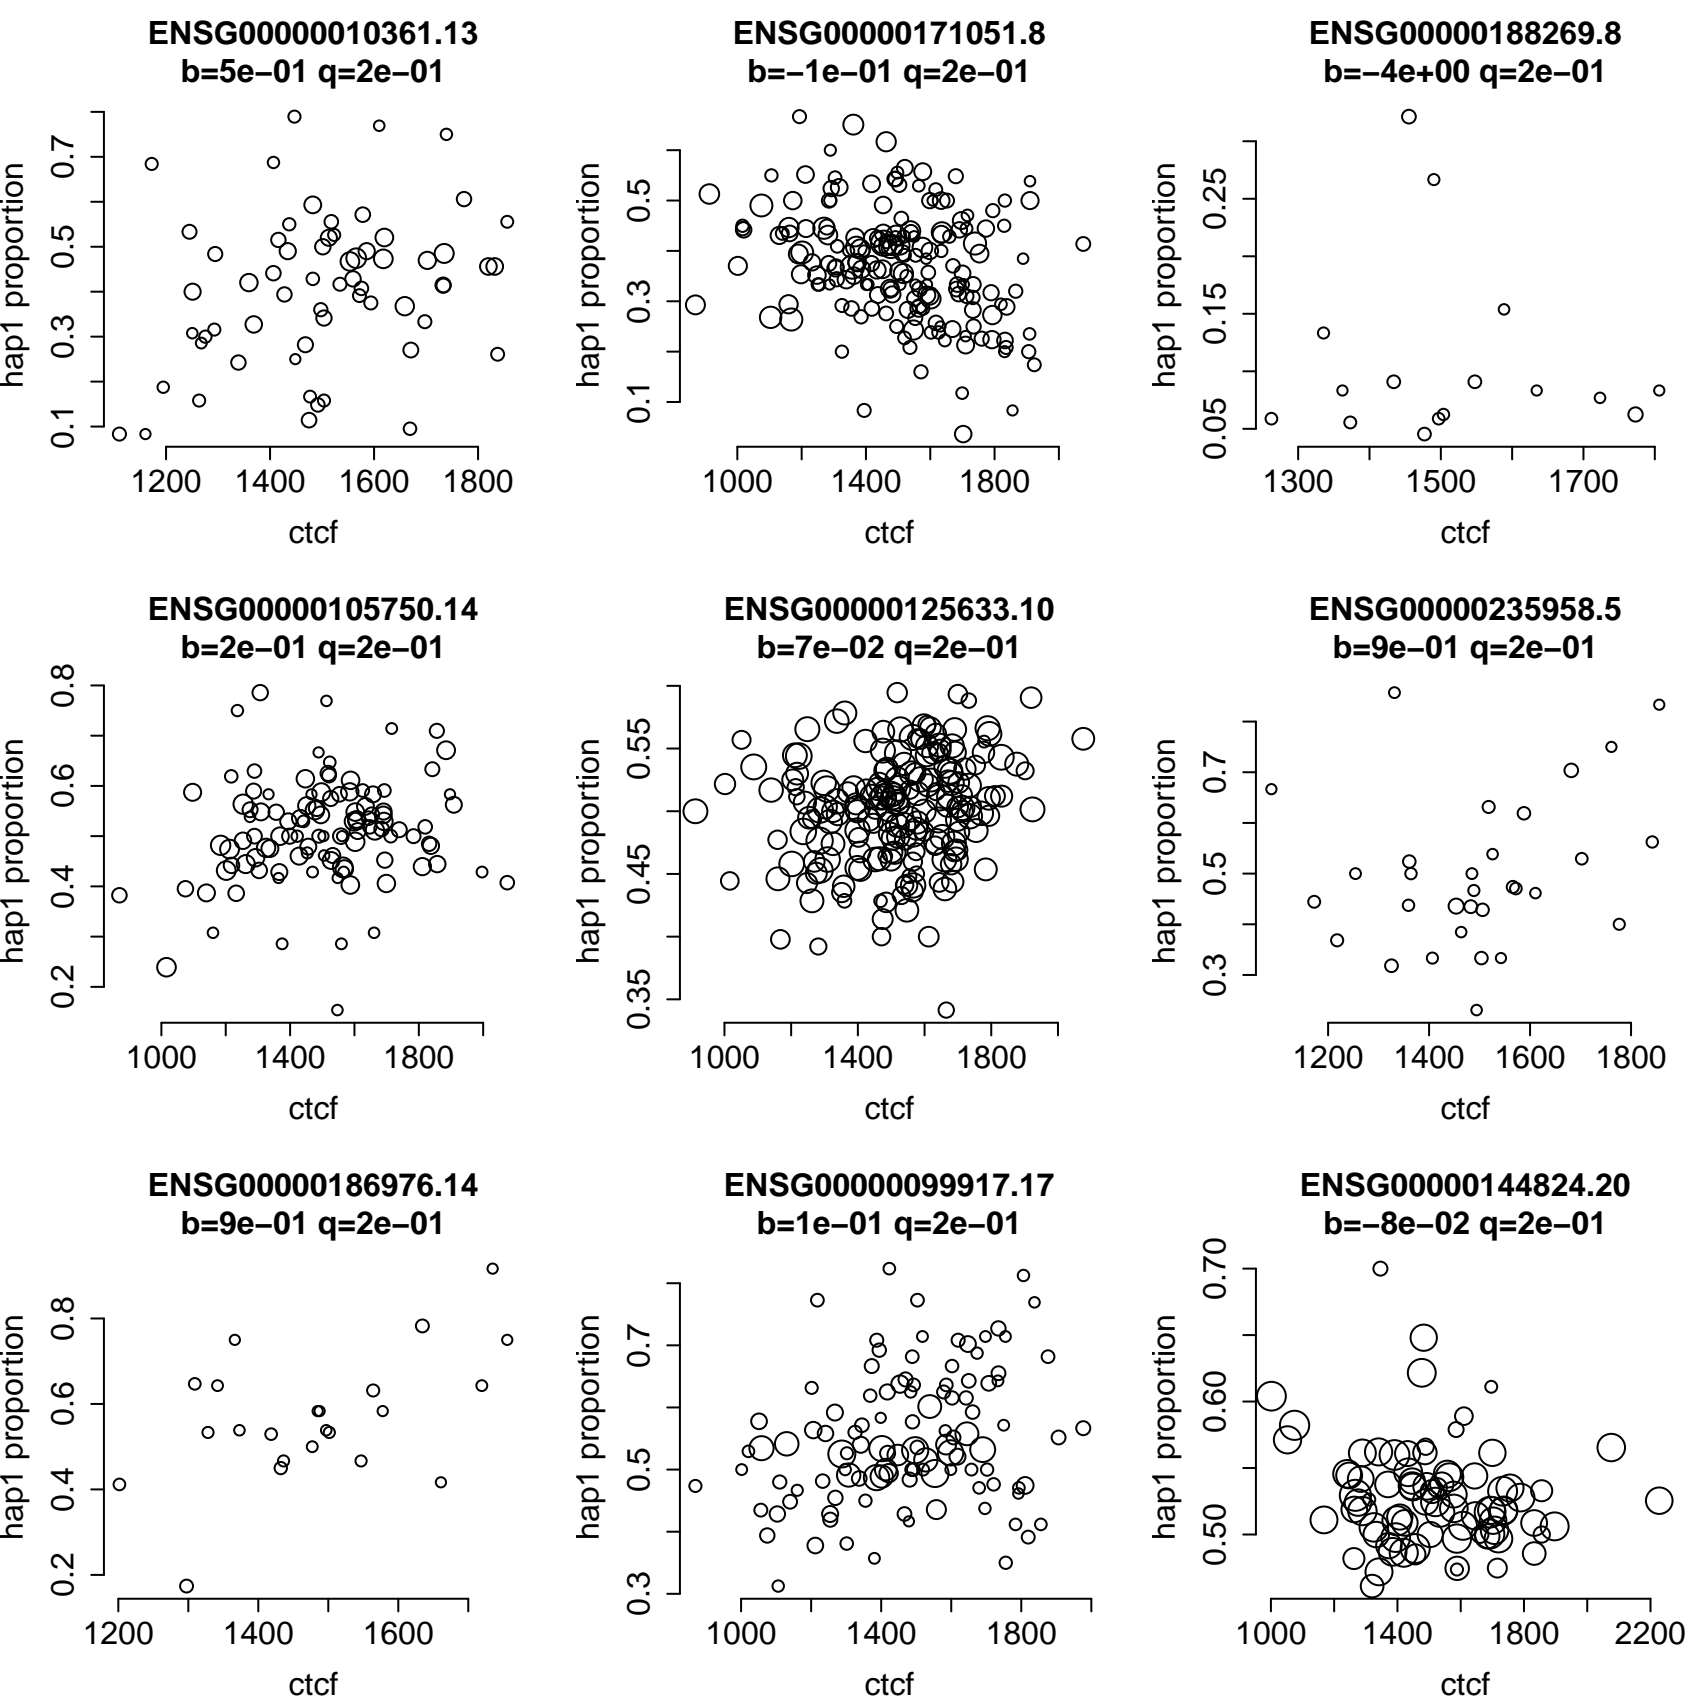 ENSG00000010361.13
b=5e−01 q=2e−01
hap1 proportion
0.1 0.3 0.5 0.7
1200 1400 1600 1800
ctcf
ENSG00000171051.8
b=−1e−01 q=2e−01
hap1 proportion
0.1 0.3 0.5
1000 1400 1800
ctcf
ENSG00000188269.8
b=−4e+00 q=2e−01
hap1 proportion
0.05 0.15 0.25
1300 1500 1700
ctcf
ENSG00000105750.14
b=2e−01 q=2e−01
hap1 proportion
0.2 0.4 0.6 0.8
1000 1400 1800
ctcf
ENSG00000125633.10
b=7e−02 q=2e−01
hap1 proportion
0.35 0.45 0.55
1000 1400 1800
ctcf
ENSG00000235958.5
b=9e−01 q=2e−01
hap1 proportion
0.3 0.5 0.7
1200 1400 1600 1800
ctcf
ENSG00000186976.14
b=9e−01 q=2e−01
hap1 proportion
0.2 0.4 0.6 0.8
1200 1400 1600
ctcf
ENSG00000099917.17
b=1e−01 q=2e−01
hap1 proportion
0.3 0.5 0.7
1000 1400 1800
ctcf
ENSG00000144824.20
b=−8e−02 q=2e−01
hap1 proportion
0.50 0.60 0.70
1000 1400 1800 2200
ctcf